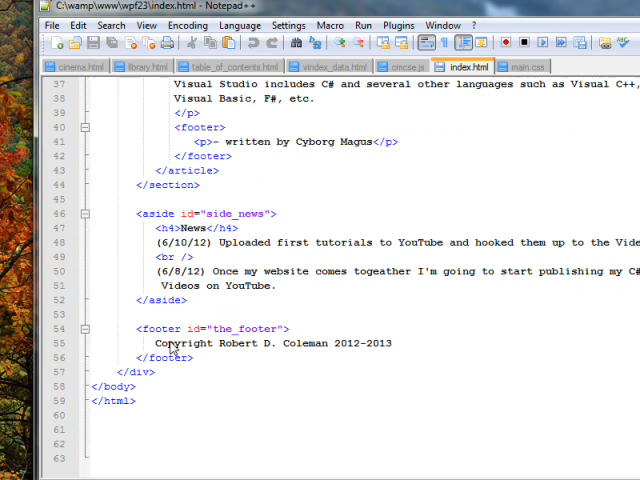 C:\wamp\www\wpf23\index.html - Notepad++
File Edit Search View Encoding Language Settings Macro Run Plugins Window ?
cinema.html library.html table_of_contents.html vindex_data.html cmcse.js index.html main.css
37 Visual Studio includes C# and several other languages such as Visual C++,
38 Visual Basic, F#, etc.
39 </p>
40 <footer>
41 <p>- written by Cyborg Magus</p>
42 </footer>
43 </article>
44 </section>
45
46 <aside id="side_news">
47 <h4>News</h4>
48 (6/10/12) Uploaded first tutorials to YouTube and hooked them up to the Vide
49 <br />
50 (6/8/12) Once my website comes togeather I'm going to start publishing my C#
51 Videos on YouTube.
52 </aside>
53
54 <footer id="the_footer">
55 Copyright Robert D. Coleman 2012-2013
56 </footer>
57 </div>
58 </body>
59 </html>
60
61
62
63